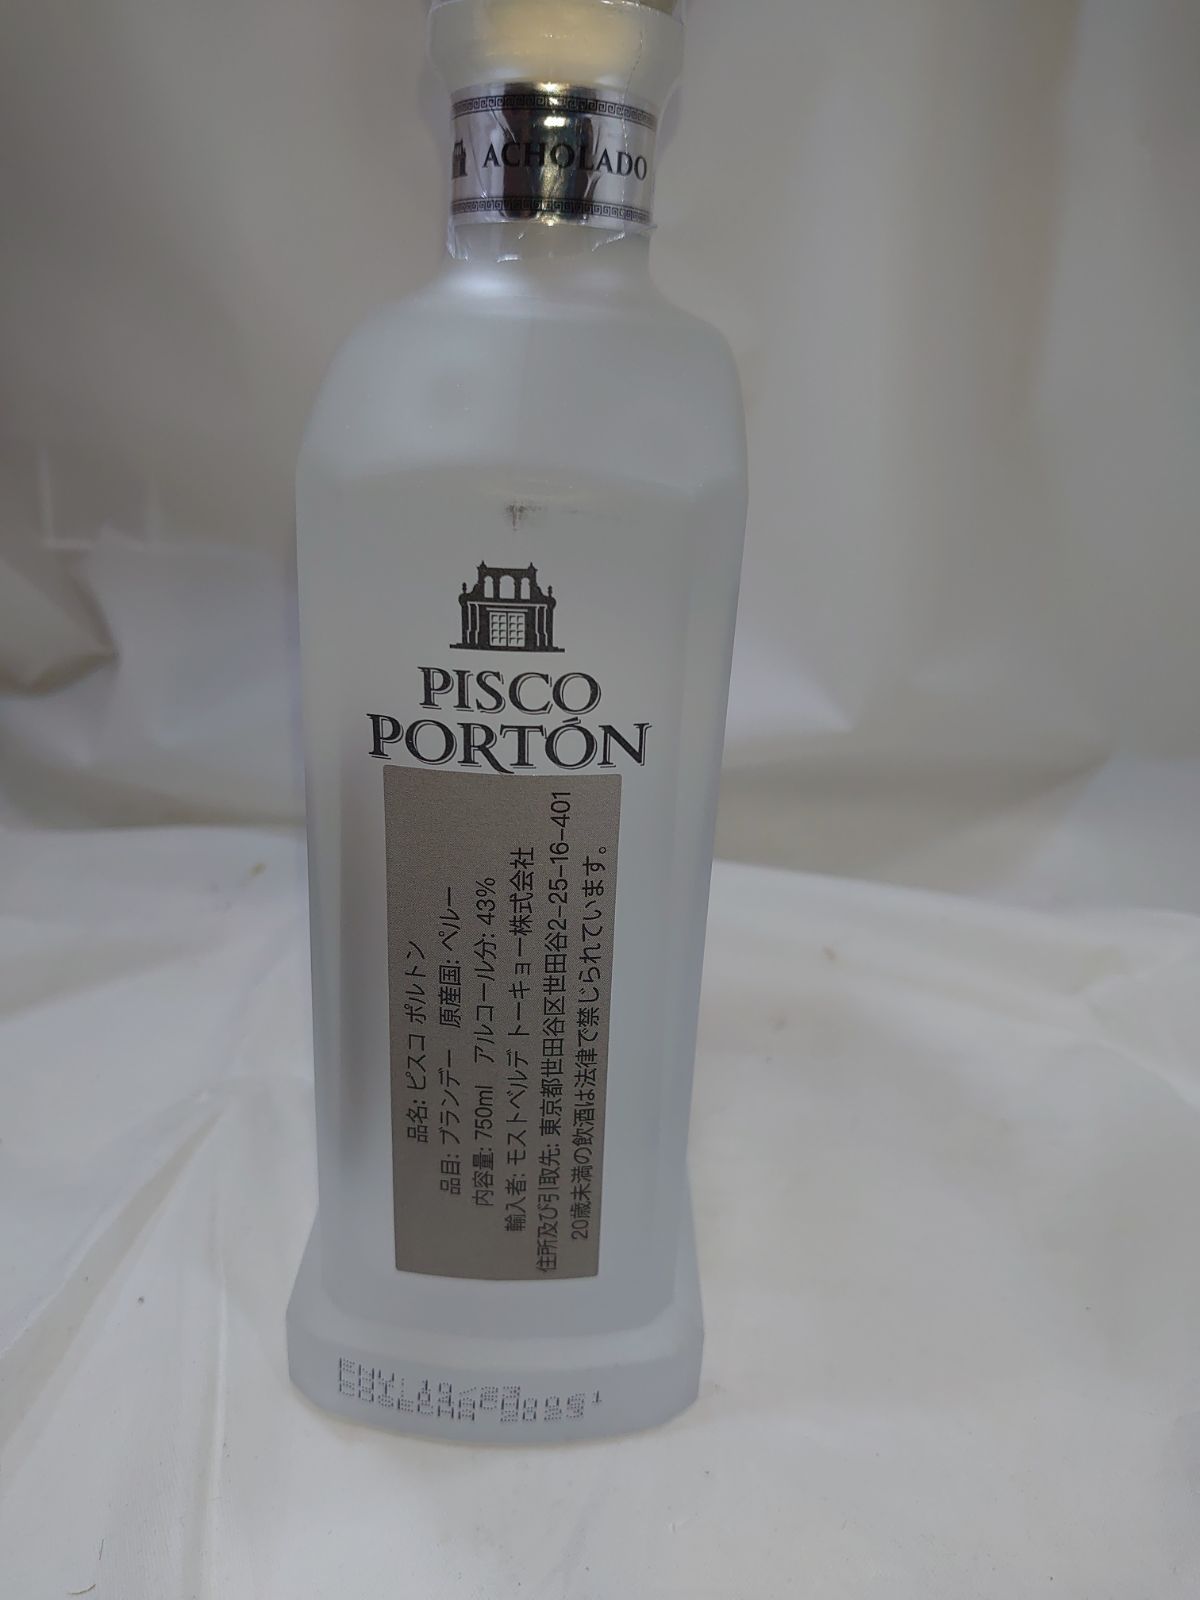 ACHOLADO
PISCO
PORTÓN
品名: ピスコ ポルトン
品目: ブランデー 原産国: ペルー
内容量: 750ml アルコール分: 43%
輸入者: モストベルデ トーキョー株式会社
住所及び引取先: 東京都世田谷区世田谷2-25-16-401
20歳未満の飲酒は法律で禁じられています。